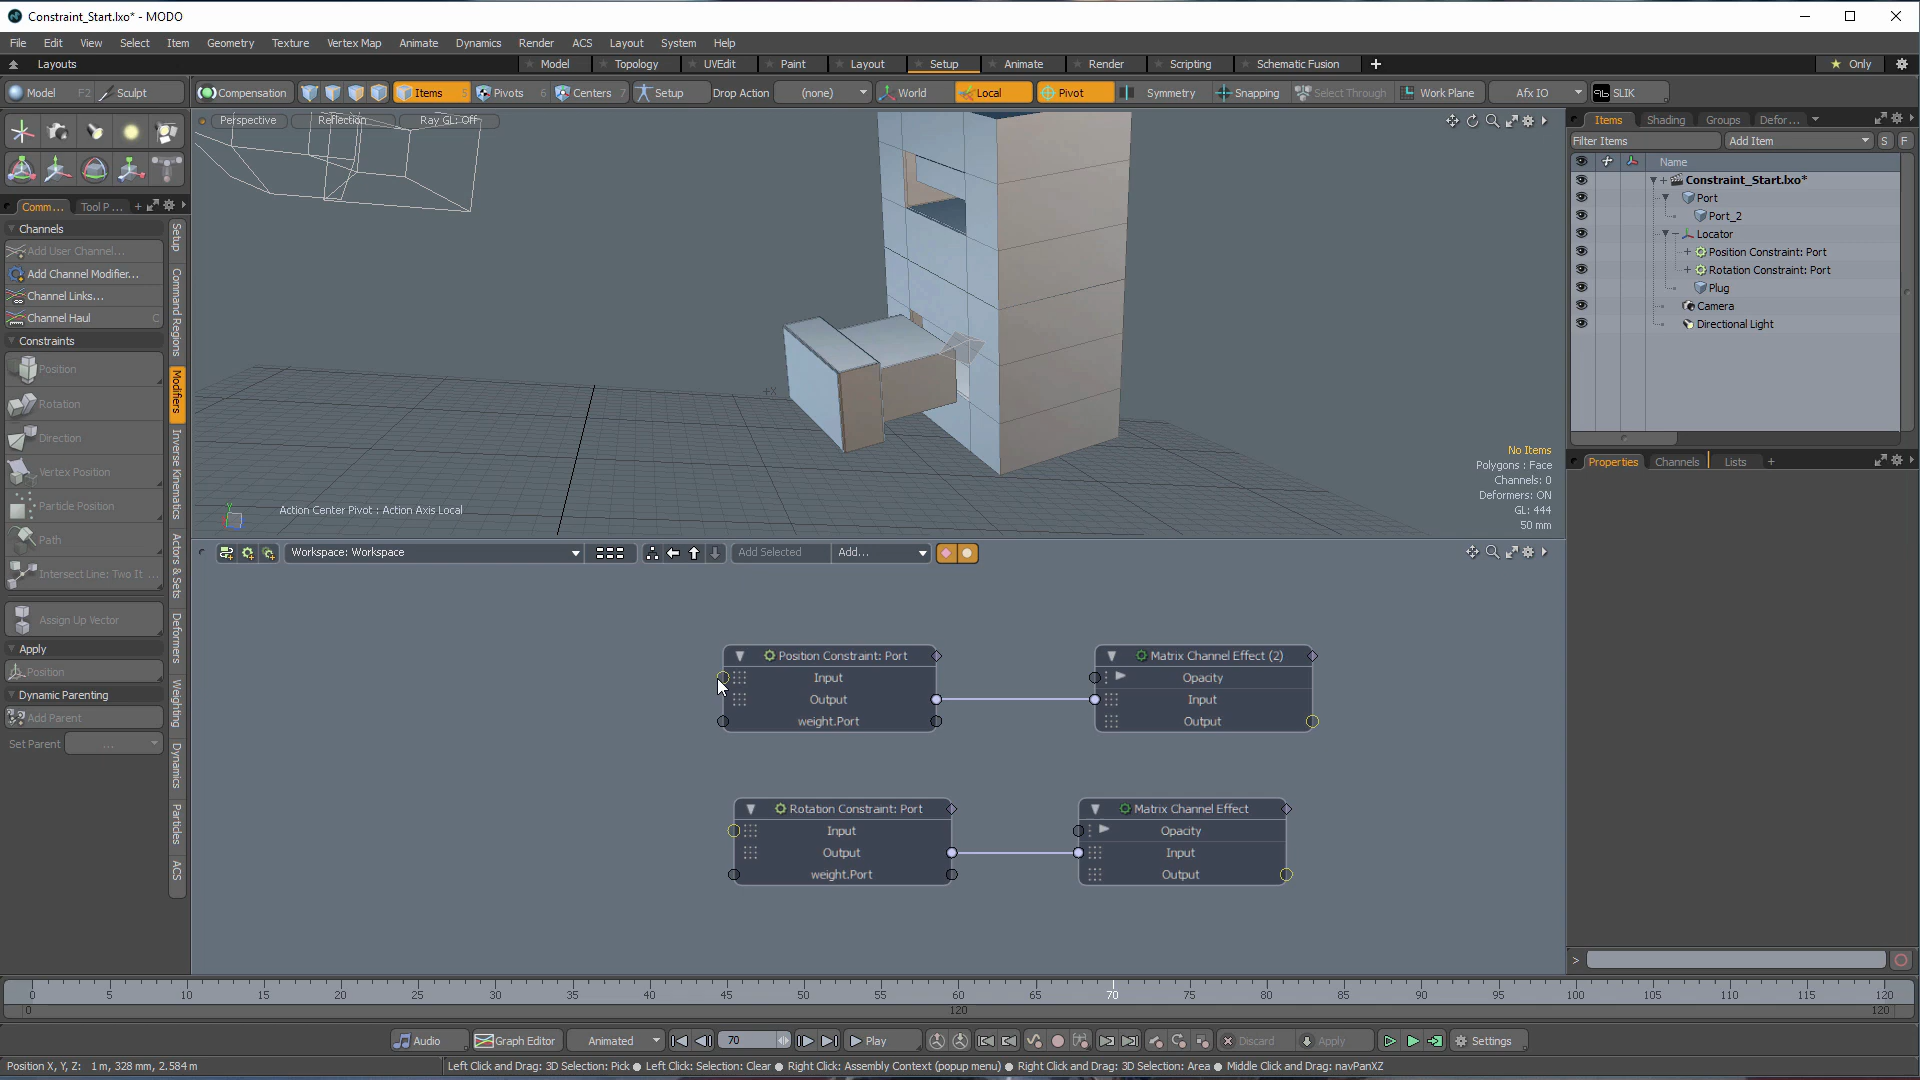 Constraint_Start.lxo* - MODO
File Edit View Select Item Geometry Texture Vertex Map Animate Dynamics Render ACS Layout System Help
Layouts Model Topology UVEdit Paint Layout Setup Animate Render Scripting Schematic Fusion + Only
Model F2 Sculpt Compensation Items 5 Pivots 6 Centers 7 Setup Drop Action (none) World Local Pivot Symmetry Snapping Select Through Work Plane Afx IO SLIK
Perspective Reflection Ray GL: Off
Items Shading Groups Defor ...
Filter Items Add Item S F
Name
Constraint_Start.lxo*
Port
Port_2
Locator
Position Constraint: Port
Rotation Constraint: Port
Plug
Camera
Directional Light
Comm ... Tool P ... +
Channels
Add User Channel...
Add Channel Modifier...
Channel Links...
Channel Haul C
Constraints
Position
Rotation
Direction
Vertex Position
Particle Position
Path
Intersect Line: Two It ...
Assign Up Vector
Apply
Position
Dynamic Parenting
Add Parent
Set Parent ...
Setup
Command Regions
Modifiers
Inverse Kinematics
Actors & Sets
Deformers
Weighting
Dynamics
Particles
ACS
+X
Y
Action Center Pivot : Action Axis Local
No Items
Polygons : Face
Channels: 0
Deformers: ON
GL: 444
50 mm
Properties Channels Lists +
Workspace: Workspace Add Selected Add...
Position Constraint: Port
Input
Output
weight.Port
Matrix Channel Effect (2)
Opacity
Input
Output
Rotation Constraint: Port
Input
Output
weight.Port
Matrix Channel Effect
Opacity
Input
Output
>
0 5 10 15 20 25 30 35 40 45 50 55 60 65 70 75 80 85 90 95 100 105 110 115 120
0 120 120
Audio Graph Editor Animated 70 Play Discard Apply Settings
Position X, Y, Z: 1 m, 328 mm, 2.584 m Left Click and Drag: 3D Selection: Pick ● Left Click: Selection: Clear ● Right Click: Assembly Context (popup menu) ● Right Click and Drag: 3D Selection: Area ● Middle Click and Drag: navPanXZ